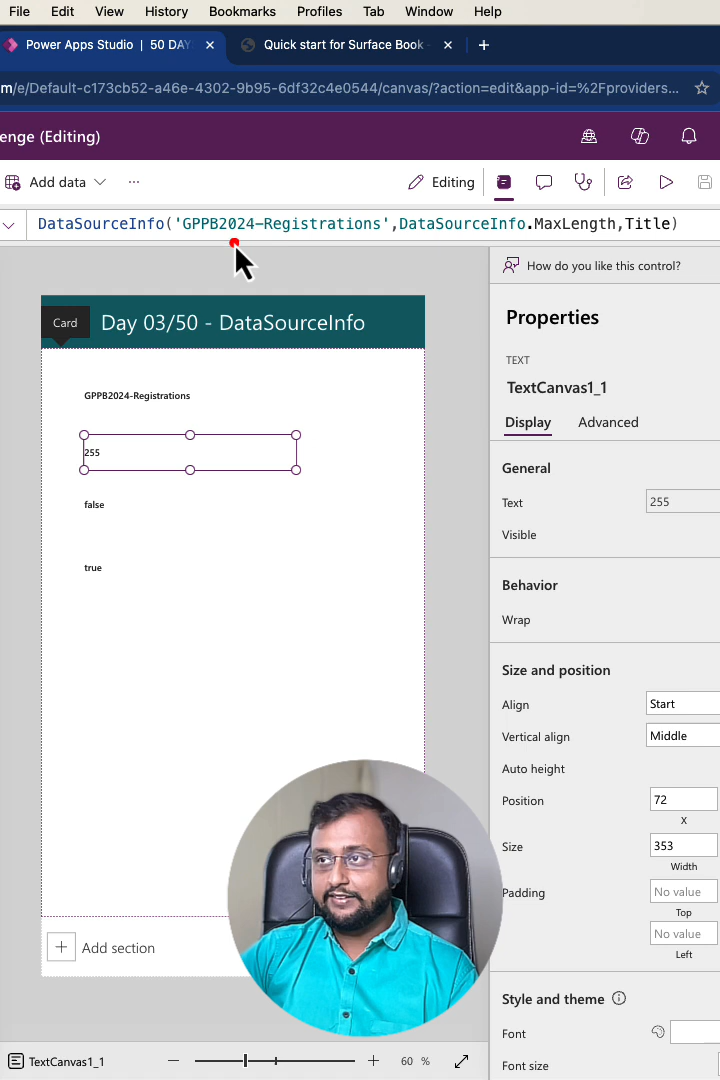 File Edit View History Bookmarks Profiles Tab Window Help
Power Apps Studio | 50 DAY × Quick start for Surface Book - × +
m/e/Default-c173cb52-a46e-4302-9b95-6df32c4e0544/canvas/?action=edit&app-id=%2Fproviders...
enge (Editing)
Add data ... Editing
DataSourceInfo('GPPB2024-Registrations',DataSourceInfo.MaxLength,Title)
How do you like this control?
Card Day 03/50 - DataSourceInfo
Properties
TEXT
TextCanvas1_1
GPPB2024-Registrations
Display Advanced
255
General
Text 255
false
Visible
true
Behavior
Wrap
Size and position
Align Start
Vertical align Middle
Auto height
Position 72
X
Size 353
Width
Padding No value
Top
No value
Left
+ Add section
Style and theme
Font
TextCanvas1_1 60 %
Font size